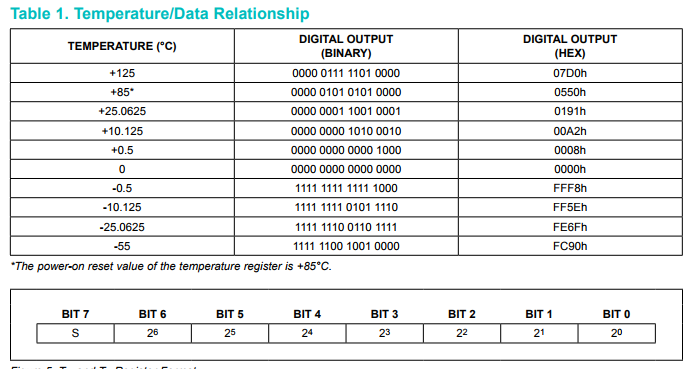 Table 1. Temperature/Data Relationship
TEMPERATURE (°C) DIGITAL OUTPUT (BINARY) DIGITAL OUTPUT (HEX)
+125 0000 0111 1101 0000 07D0h
+85* 0000 0101 0101 0000 0550h
+25.0625 0000 0001 1001 0001 0191h
+10.125 0000 0000 1010 0010 00A2h
+0.5 0000 0000 0000 1000 0008h
0 0000 0000 0000 0000 0000h
-0.5 1111 1111 1111 1000 FFF8h
-10.125 1111 1111 0101 1110 FF5Eh
-25.0625 1111 1110 0110 1111 FE6Fh
-55 1111 1100 1001 0000 FC90h
*The power-on reset value of the temperature register is +85°C.
BIT 7 BIT 6 BIT 5 BIT 4 BIT 3 BIT 2 BIT 1 BIT 0
S 2⁶ 2⁵ 2⁴ 2³ 2² 2¹ 2⁰